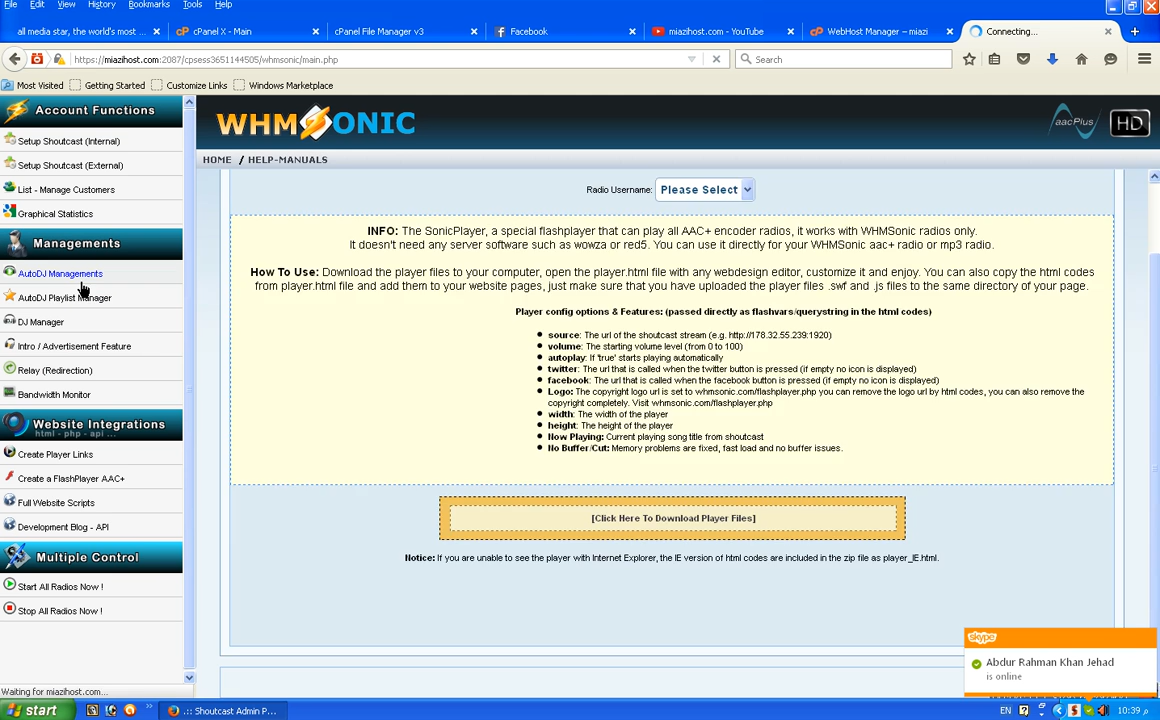 File Edit View History Bookmarks Tools Help
all media star, the world's most ... × cPanel X - Main × cPanel File Manager v3 × Facebook × miazihost.com - YouTube × WebHost Manager — miazi × Connecting... ×
https://miazihost.com:2087/cpsess3651144505/whmsonic/main.php Search
Most Visited Getting Started Customize Links Windows Marketplace
Account Functions
Setup Shoutcast (Internal)
Setup Shoutcast (External)
List - Manage Customers
Graphical Statistics
Managements
AutoDJ Managements
AutoDJ Playlist Manager
DJ Manager
Intro / Advertisement Feature
Relay (Redirection)
Bandwidth Monitor
Website Integrations
html - php - api ...
Create Player Links
Create a FlashPlayer AAC+
Full Website Scripts
Development Blog - API
Multiple Control
Start All Radios Now !
Stop All Radios Now !
Waiting for miazihost.com...
WHMSONIC
aacPlus HD
HOME / HELP-MANUALS
Radio Username: Please Select
INFO: The SonicPlayer, a special flashplayer that can play all AAC+ encoder radios, it works with WHMSonic radios only.
It doesn't need any server software such as wowza or red5. You can use it directly for your WHMSonic aac+ radio or mp3 radio.
How To Use: Download the player files to your computer, open the player.html file with any webdesign editor, customize it and enjoy. You can also copy the html codes
from player.html file and add them to your website pages, just make sure that you have uploaded the player files .swf and .js files to the same directory of your page.
Player config options & Features: (passed directly as flashvars/querystring in the html codes)
source: The url of the shoutcast stream (e.g. http://178.32.55.239:1920)
volume: The starting volume level (from 0 to 100)
autoplay: If 'true' starts playing automatically
twitter: The url that is called when the twitter button is pressed (if empty no icon is displayed)
facebook: The url that is called when the facebook button is pressed (if empty no icon is displayed)
Logo: The copyright logo url is set to whmsonic.com/flashplayer.php you can remove the logo url by html codes, you can also remove the
copyright completely. Visit whmsonic.com/flashplayer.php
width: The width of the player
height: The height of the player
Now Playing: Current playing song title from shoutcast
No Buffer/Cut: Memory problems are fixed, fast load and no buffer issues.
[Click Here To Download Player Files]
Notice: If you are unable to see the player with Internet Explorer, the IE version of html codes are included in the zip file as player_IE.html.
skype
Abdur Rahman Khan Jehad
is online
start .:: Shoutcast Admin P... EN 10:39 م